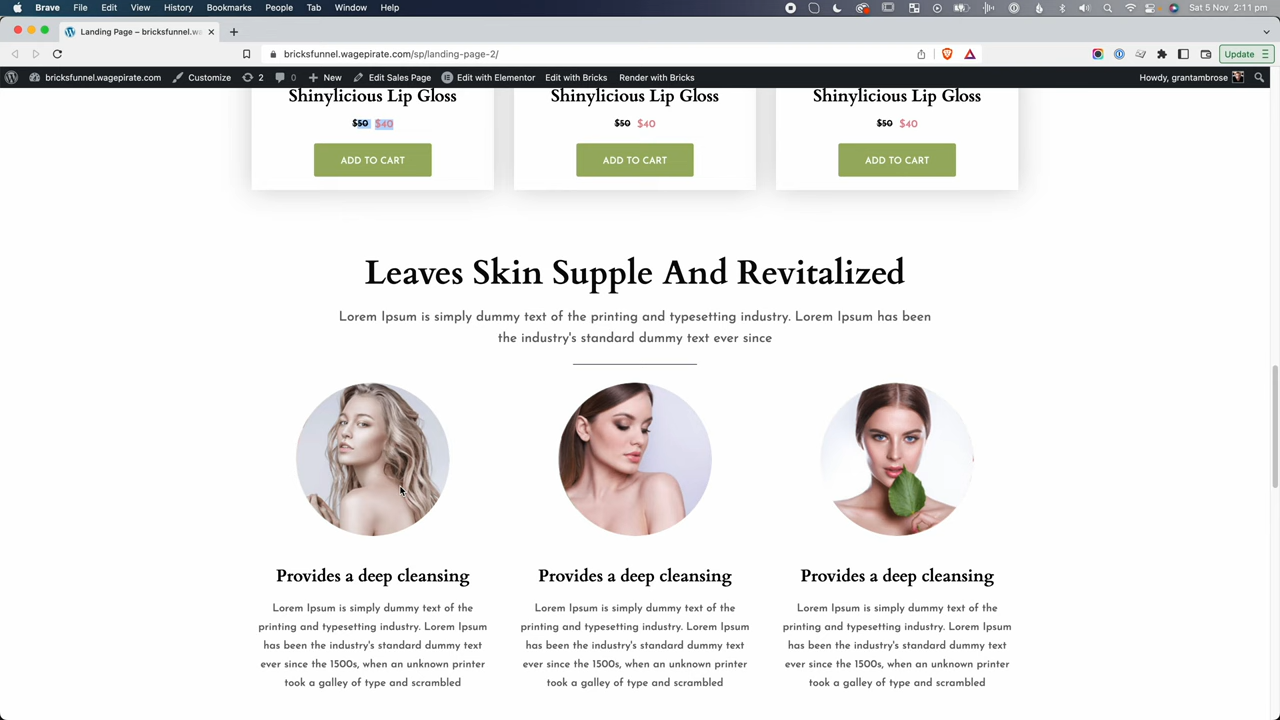 Brave File Edit View History Bookmarks People Tab Window Help Sat 5 Nov 2:11 pm
Landing Page – bricksfunnel.wa
bricksfunnel.wagepirate.com/sp/landing-page-2/ Update
bricksfunnel.wagepirate.com Customize 2 0 New Edit Sales Page Edit with Elementor Edit with Bricks Render with Bricks Howdy, grantambrose
Shinylicious Lip Gloss Shinylicious Lip Gloss Shinylicious Lip Gloss
$50 $40 $50 $40 $50 $40
ADD TO CART ADD TO CART ADD TO CART
Leaves Skin Supple And Revitalized
Lorem Ipsum is simply dummy text of the printing and typesetting industry. Lorem Ipsum has been
the industry's standard dummy text ever since
Provides a deep cleansing Provides a deep cleansing Provides a deep cleansing
Lorem Ipsum is simply dummy text of the Lorem Ipsum is simply dummy text of the Lorem Ipsum is simply dummy text of the
printing and typesetting industry. Lorem Ipsum printing and typesetting industry. Lorem Ipsum printing and typesetting industry. Lorem Ipsum
has been the industry's standard dummy text has been the industry's standard dummy text has been the industry's standard dummy text
ever since the 1500s, when an unknown printer ever since the 1500s, when an unknown printer ever since the 1500s, when an unknown printer
took a galley of type and scrambled took a galley of type and scrambled took a galley of type and scrambled